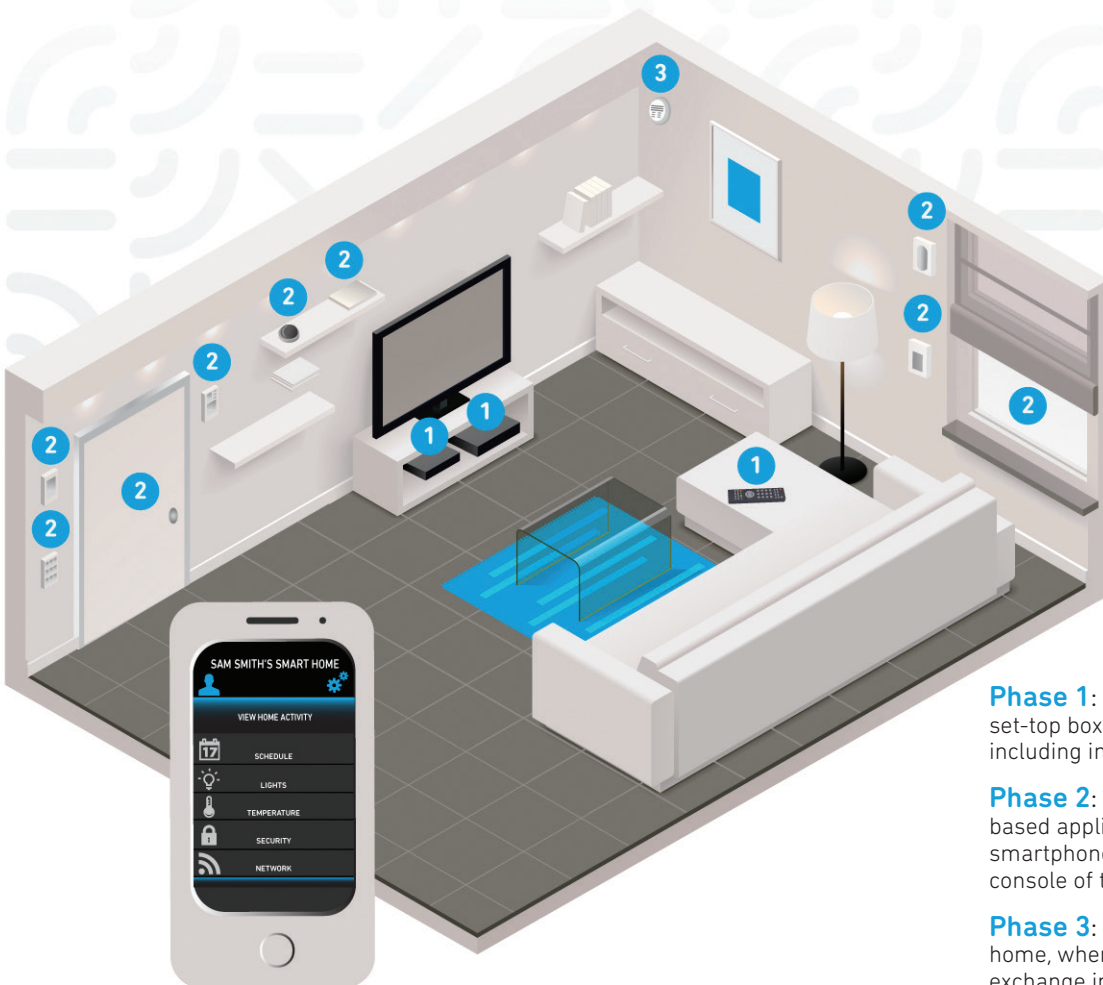 3
2
2
2
2
2
2
1
1
1
2
2
2
SAM SMITH'S SMART HOME
VIEW HOME ACTIVITY
17
SCHEDULE
LIGHTS
TEMPERATURE
SECURITY
NETWORK
Phase 1:
set-top box
including in
Phase 2:
based appli
smartphone
console of t
Phase 3:
home, wher
exchange in